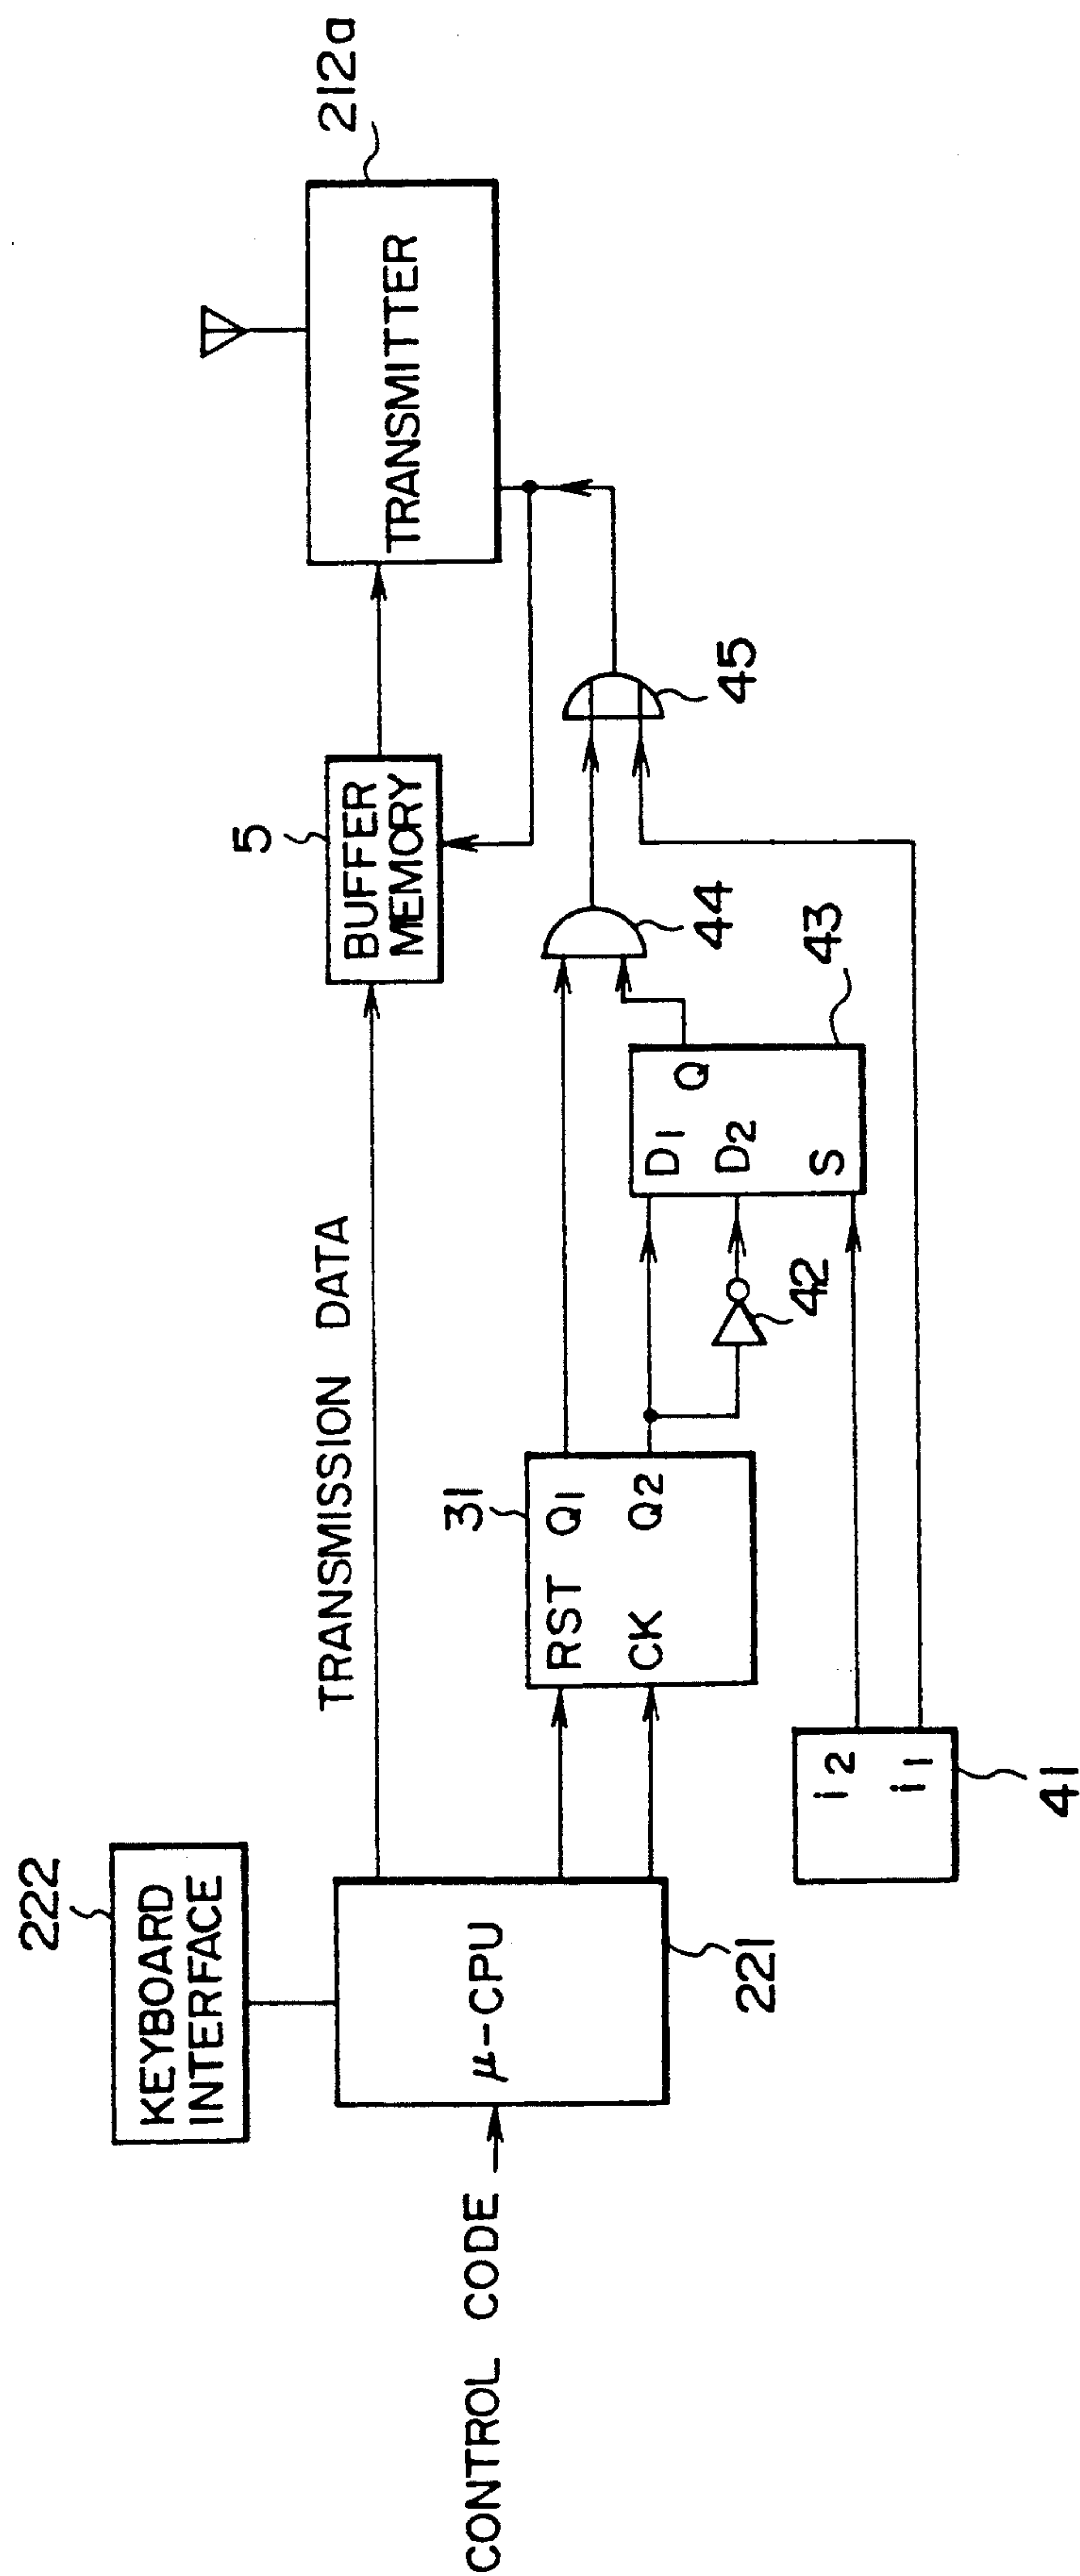 222
KEYBOARD
INTERFACE
CONTROL CODE
μ-CPU
221
TRANSMISSION DATA
5
BUFFER
MEMORY
TRANSMITTER
212a
31
RST Q1
CK Q2
42
D1 Q
D2
S
43
44
45
i2
i1
41